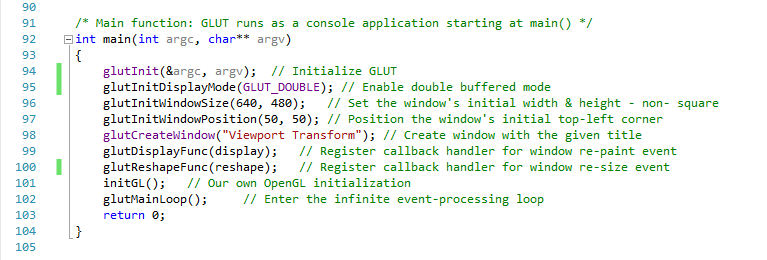 90
91 /* Main function: GLUT runs as a console application starting at main() */
92 int main(int argc, char** argv)
93 {
94 glutInit(&argc, argv); // Initialize GLUT
95 glutInitDisplayMode(GLUT_DOUBLE); // Enable double buffered mode
96 glutInitWindowSize(640, 480); // Set the window's initial width & height - non- square
97 glutInitWindowPosition(50, 50); // Position the window's initial top-left corner
98 glutCreateWindow("Viewport Transform"); // Create window with the given title
99 glutDisplayFunc(display); // Register callback handler for window re-paint event
100 glutReshapeFunc(reshape); // Register callback handler for window re-size event
101 initGL(); // Our own OpenGL initialization
102 glutMainLoop(); // Enter the infinite event-processing loop
103 return 0;
104 }
105